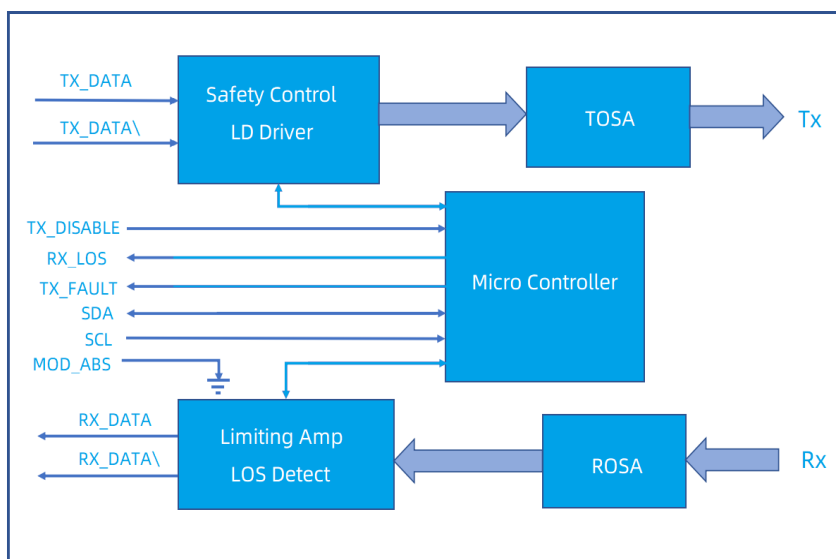 TX_DATA
TX_DATA\
Safety Control
LD Driver
TOSA
Tx
TX_DISABLE
RX_LOS
TX_FAULT
SDA
SCL
MOD_ABS
Micro Controller
RX_DATA
RX_DATA\
Limiting Amp
LOS Detect
ROSA
Rx